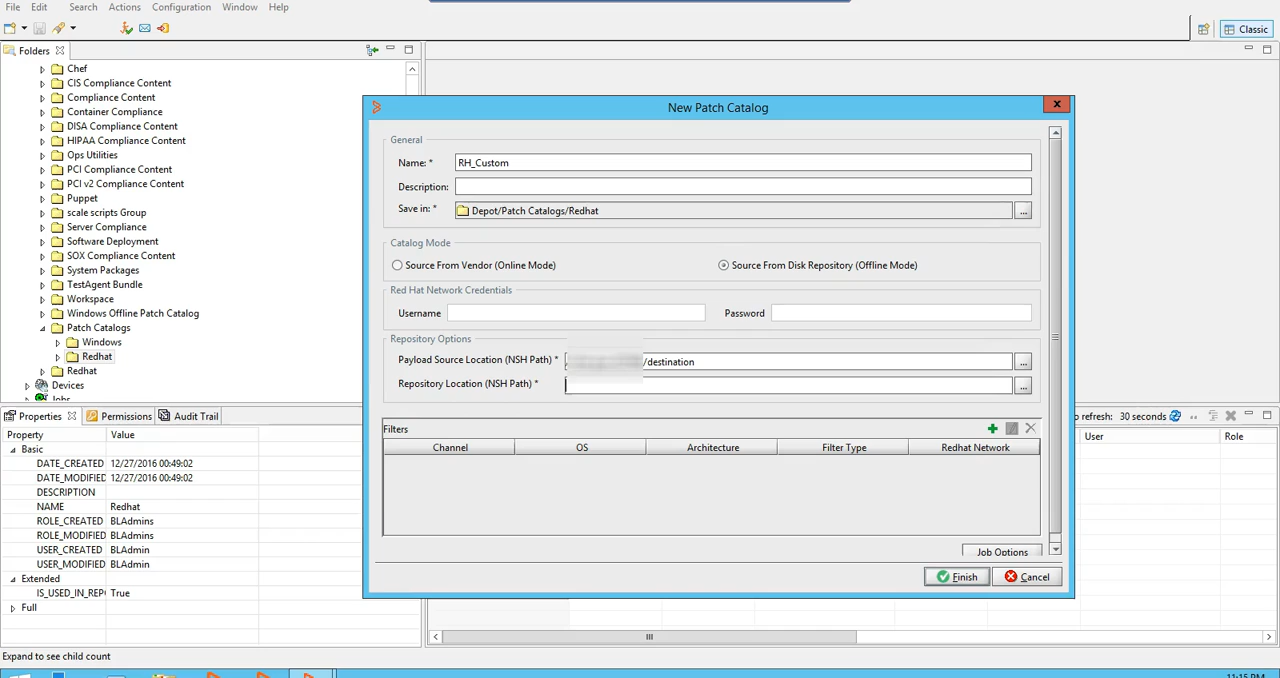 File Edit Search Actions Configuration Window Help
Classic
Folders
Chef
CIS Compliance Content
Compliance Content
Container Compliance
DISA Compliance Content
HIPAA Compliance Content
Ops Utilities
PCI Compliance Content
PCI v2 Compliance Content
Puppet
scale scripts Group
Server Compliance
Software Deployment
SOX Compliance Content
System Packages
TestAgent Bundle
Workspace
Windows Offline Patch Catalog
Patch Catalogs
Windows
Redhat
Redhat
Devices
Jobs
New Patch Catalog
General
Name: * RH_Custom
Description:
Save in: * Depot/Patch Catalogs/Redhat ...
Catalog Mode
Source From Vendor (Online Mode) Source From Disk Repository (Offline Mode)
Red Hat Network Credentials
Username Password
Repository Options
Payload Source Location (NSH Path) * /destination ...
Repository Location (NSH Path) * ...
Filters
Channel OS Architecture Filter Type Redhat Network
Job Options
Finish Cancel
Properties Permissions Audit Trail
Property Value
Basic
DATE_CREATED 12/27/2016 00:49:02
DATE_MODIFIED 12/27/2016 00:49:02
DESCRIPTION
NAME Redhat
ROLE_CREATED BLAdmins
ROLE_MODIFIED BLAdmins
USER_CREATED BLAdmin
USER_MODIFIED BLAdmin
Extended
IS_USED_IN_REP True
Full
o refresh: 30 seconds
User Role
Expand to see child count
11:15 PM